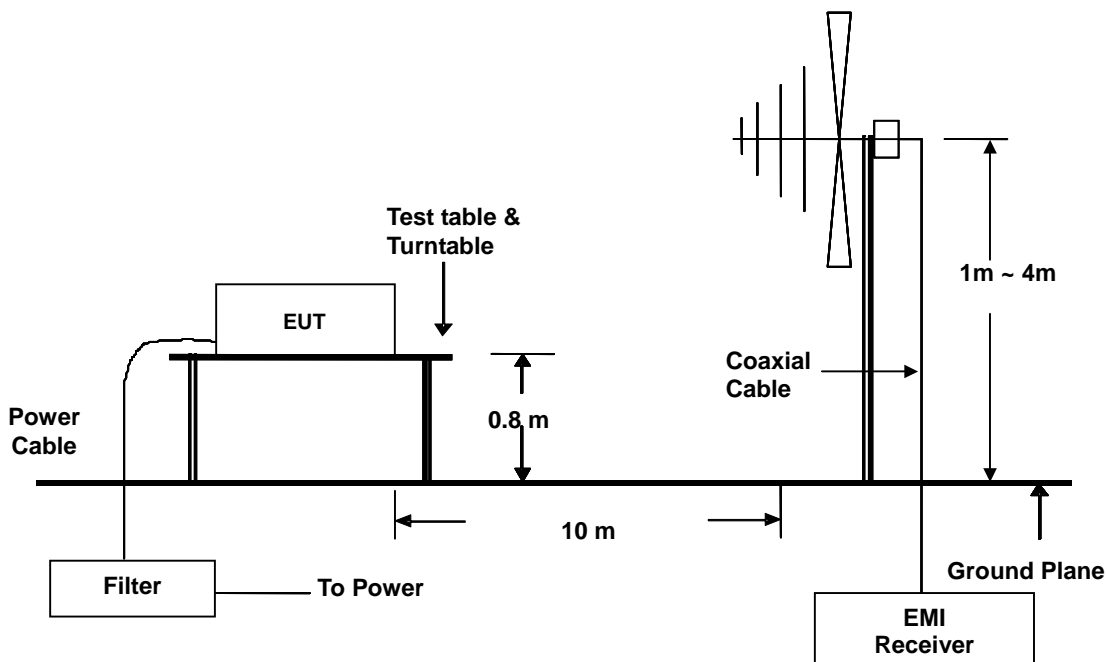 Test table &
Turntable
EUT
1m ~ 4m
Coaxial
Cable
0.8 m
Power
Cable
10 m
Filter
To Power
Ground Plane
EMI
Receiver